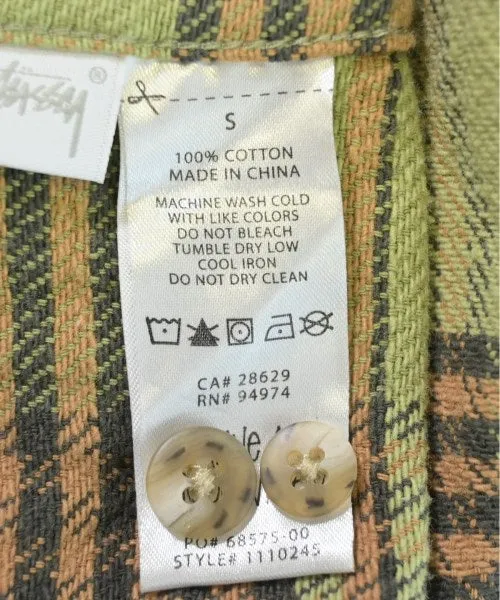 ®
S
100% COTTON
MADE IN CHINA
MACHINE WASH COLD
WITH LIKE COLORS
DO NOT BLEACH
TUMBLE DRY LOW
COOL IRON
DO NOT DRY CLEAN
CA# 28629
RN# 94974
PO# 68575-00
STYLE# 1110245